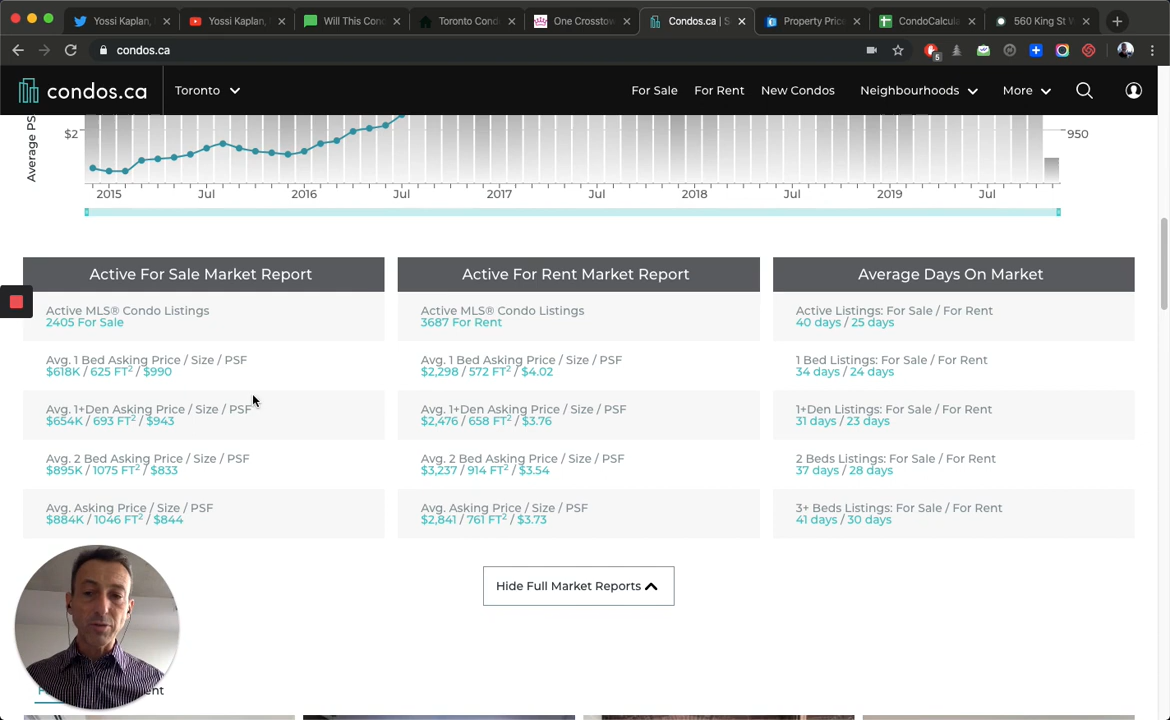 Yossi Kaplan,
Yossi Kaplan,
Will This Con
Toronto Cond
One Crosstow
Condos.ca | S
Property Price
CondoCalcul
560 King St W
condos.ca
5
condos.ca
Toronto
For Sale
For Rent
New Condos
Neighbourhoods
More
Average PS
$2
950
2015
Jul
2016
Jul
2017
Jul
2018
Jul
2019
Jul
Active For Sale Market Report
Active MLS® Condo Listings
2405 For Sale
Avg. 1 Bed Asking Price / Size / PSF
$618K / 625 FT² / $990
Avg. 1+Den Asking Price / Size / PSF
$654K / 693 FT² / $943
Avg. 2 Bed Asking Price / Size / PSF
$895K / 1075 FT² / $833
Avg. Asking Price / Size / PSF
$884K / 1046 FT² / $844
Active For Rent Market Report
Active MLS® Condo Listings
3687 For Rent
Avg. 1 Bed Asking Price / Size / PSF
$2,298 / 572 FT² / $4.02
Avg. 1+Den Asking Price / Size / PSF
$2,476 / 658 FT² / $3.76
Avg. 2 Bed Asking Price / Size / PSF
$3,237 / 914 FT² / $3.54
Avg. Asking Price / Size / PSF
$2,841 / 761 FT² / $3.73
Average Days On Market
Active Listings: For Sale / For Rent
40 days / 25 days
1 Bed Listings: For Sale / For Rent
34 days / 24 days
1+Den Listings: For Sale / For Rent
31 days / 23 days
2 Beds Listings: For Sale / For Rent
37 days / 28 days
3+ Beds Listings: For Sale / For Rent
41 days / 30 days
Hide Full Market Reports